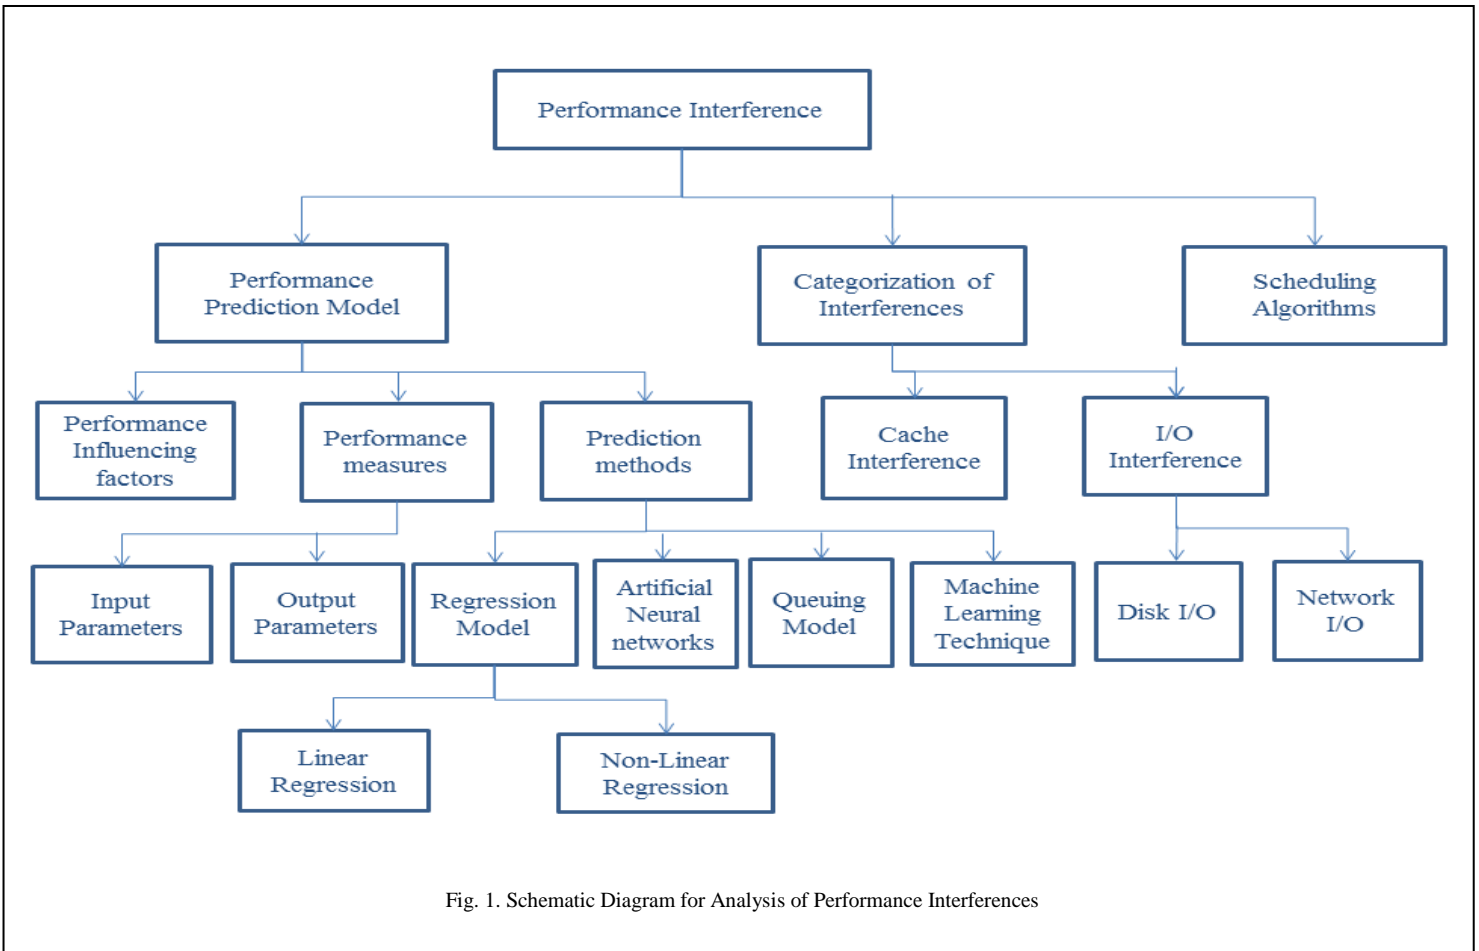 Performance Interference
Performance
Prediction Model
Categorization of
Interferences
Scheduling
Algorithms
Performance
Influencing
factors
Performance
measures
Prediction
methods
Cache
Interference
I/O
Interference
Input
Parameters
Output
Parameters
Regression
Model
Artificial
Neural
networks
Queuing
Model
Machine
Learning
Technique
Disk I/O
Network
I/O
Linear
Regression
Non-Linear
Regression
Fig. 1. Schematic Diagram for Analysis of Performance Interferences